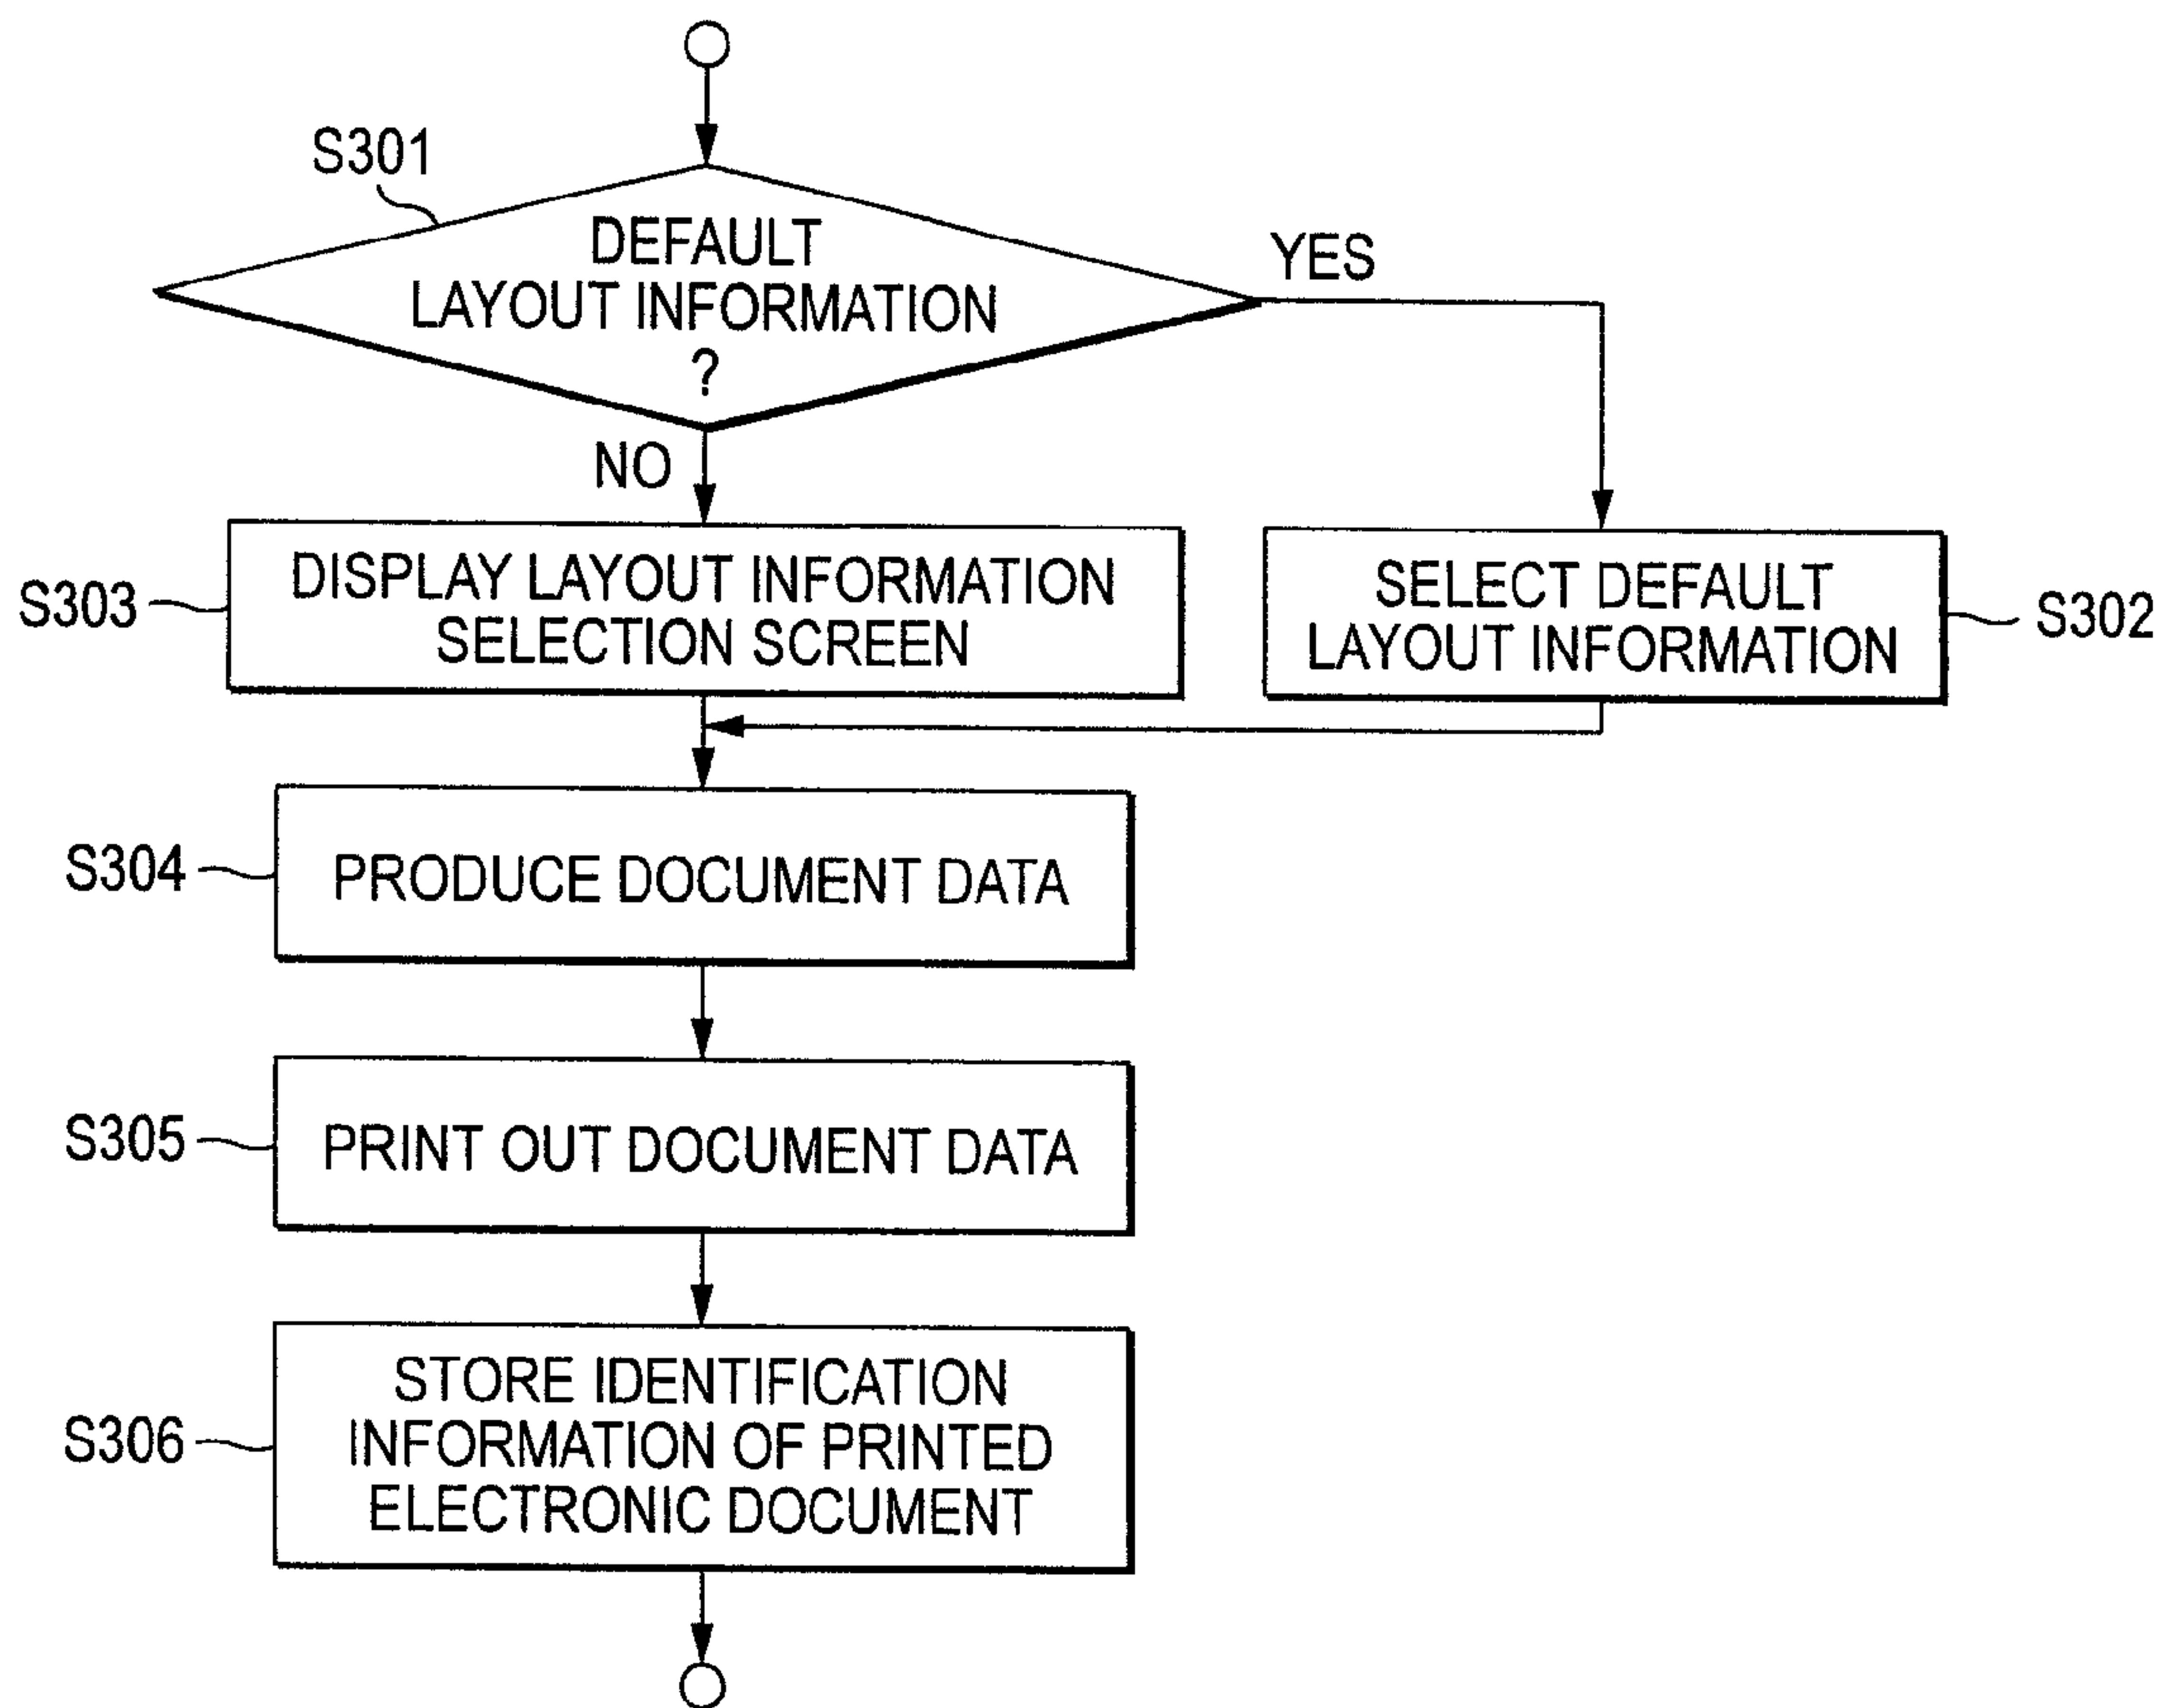 S301
DEFAULT
LAYOUT INFORMATION
?
YES
NO
S303
DISPLAY LAYOUT INFORMATION
SELECTION SCREEN
SELECT DEFAULT
LAYOUT INFORMATION
S302
S304
PRODUCE DOCUMENT DATA
S305
PRINT OUT DOCUMENT DATA
S306
STORE IDENTIFICATION
INFORMATION OF PRINTED
ELECTRONIC DOCUMENT